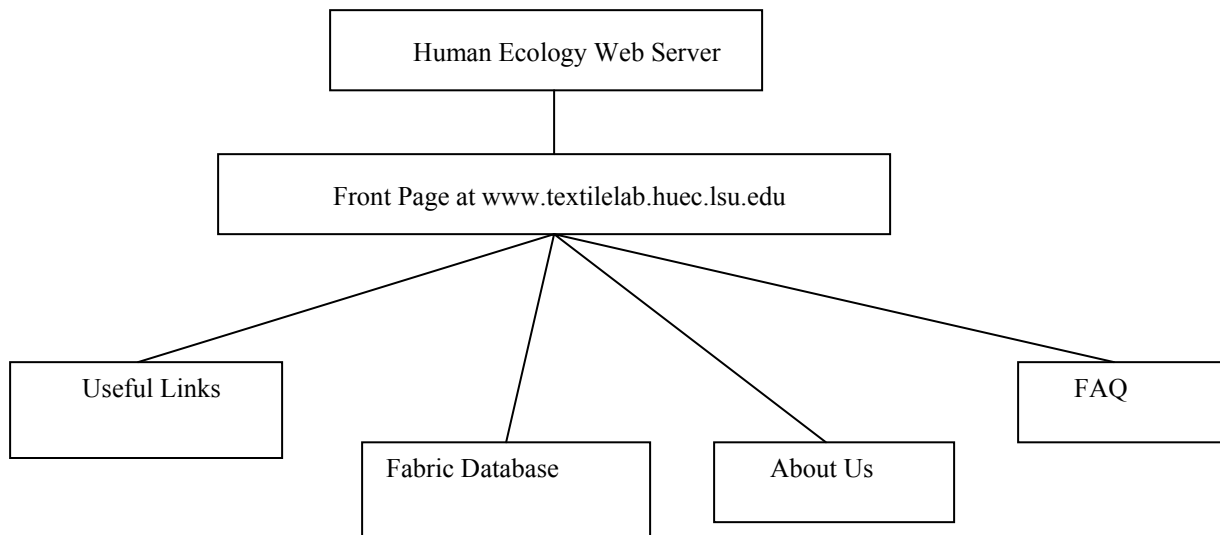 Human Ecology Web Server
Front Page at www.textilelab.huec.lsu.edu
Useful Links
FAQ
Fabric Database
About Us